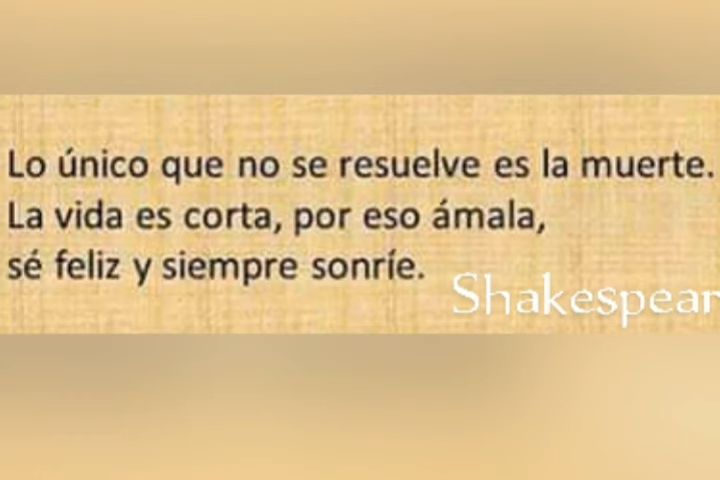 Lo único que no se resuelve es la muerte.
La vida es corta, por eso ámala,
sé feliz y siempre sonríe.
Shakespear